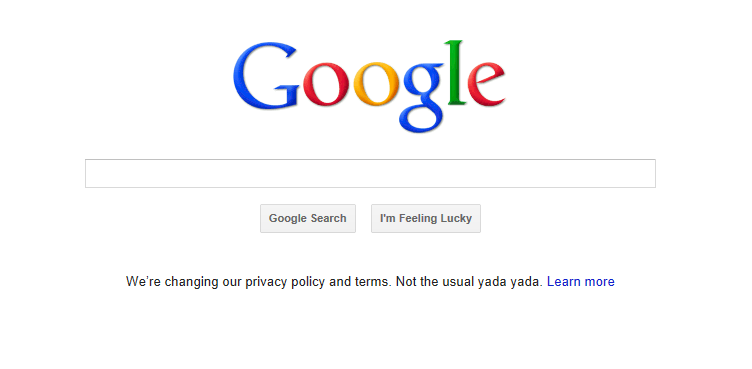 Google
Google Search
I'm Feeling Lucky
We're changing our privacy policy and terms. Not the usual yada yada. Learn more